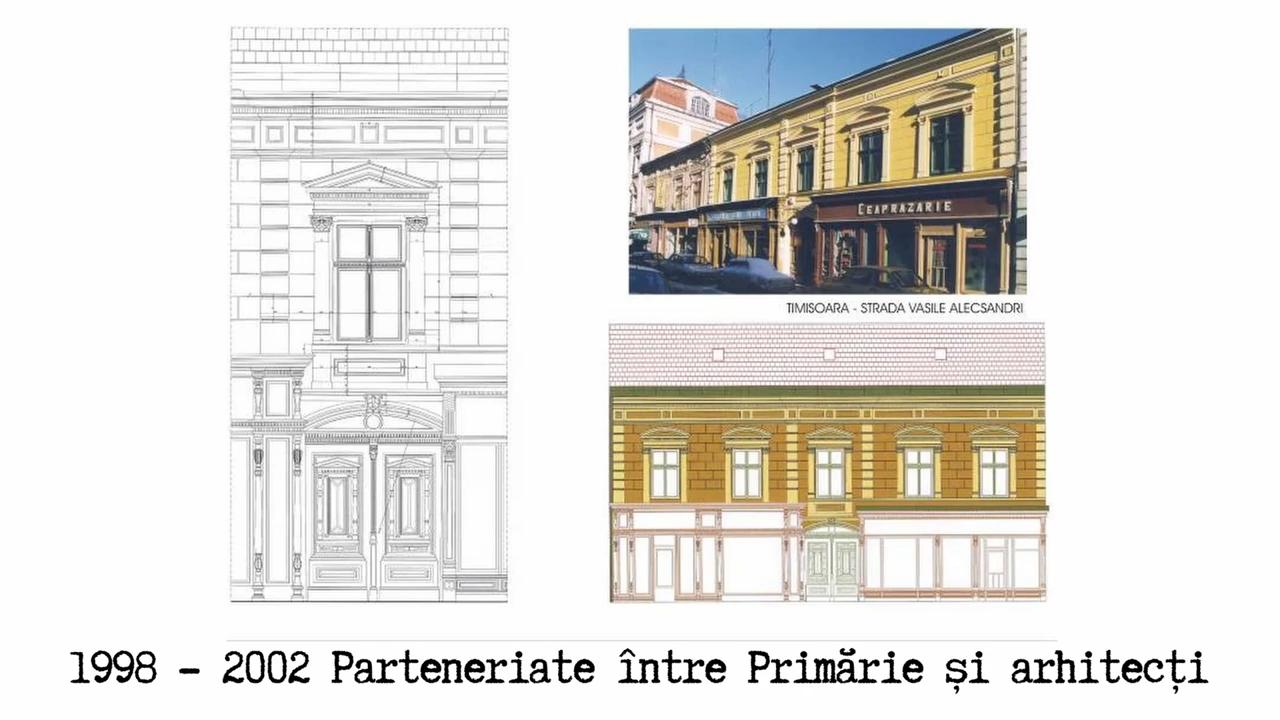 CEAPRAZARIE
TIMISOARA - STRADA VASILE ALECSANDRI
1998 - 2002 Parteneriate între Primărie și arhitecți